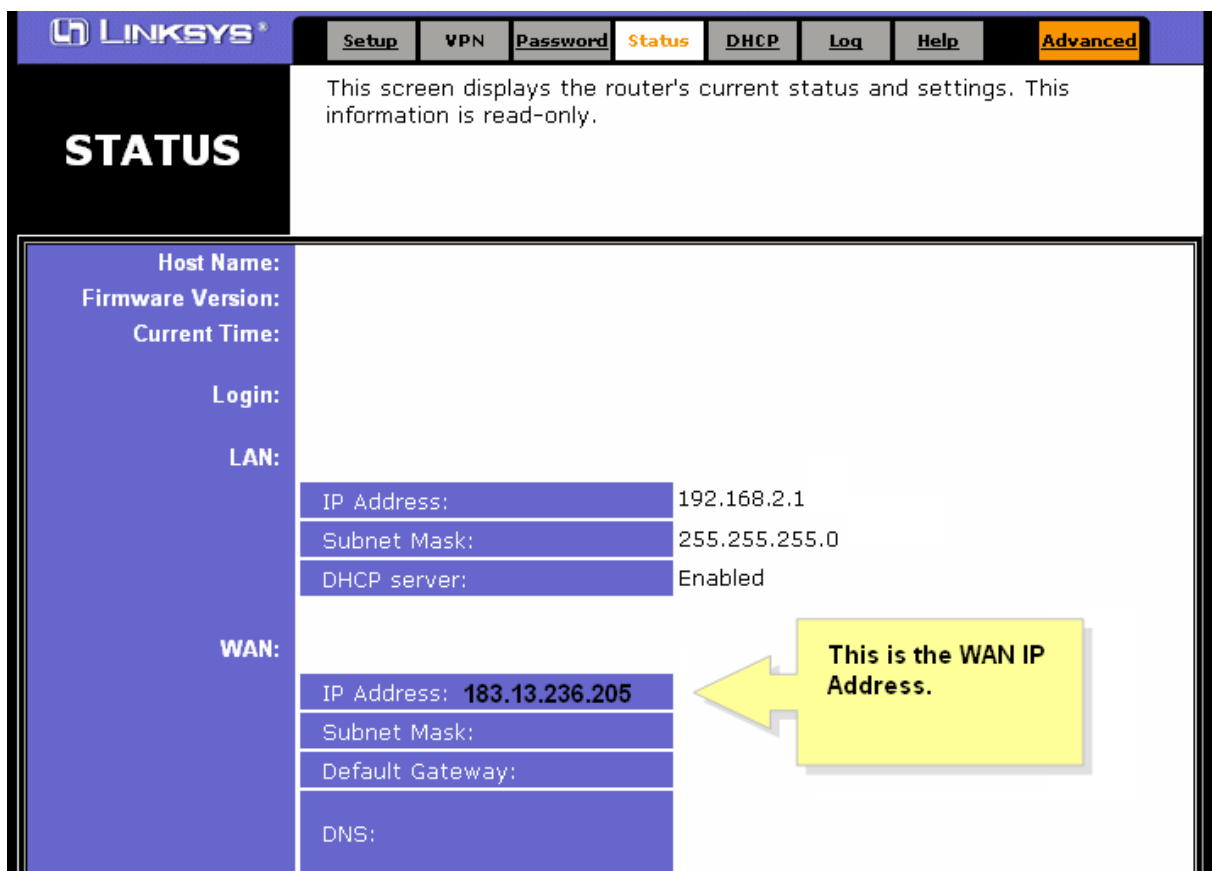 LINKSYS®
Setup VPN Password Status DHCP Log Help Advanced
This screen displays the router's current status and settings. This
information is read-only.
STATUS
Host Name:
Firmware Version:
Current Time:
Login:
LAN:
IP Address: 192.168.2.1
Subnet Mask: 255.255.255.0
DHCP server: Enabled
WAN:
This is the WAN IP
Address.
IP Address: 183.13.236.205
Subnet Mask:
Default Gateway:
DNS: